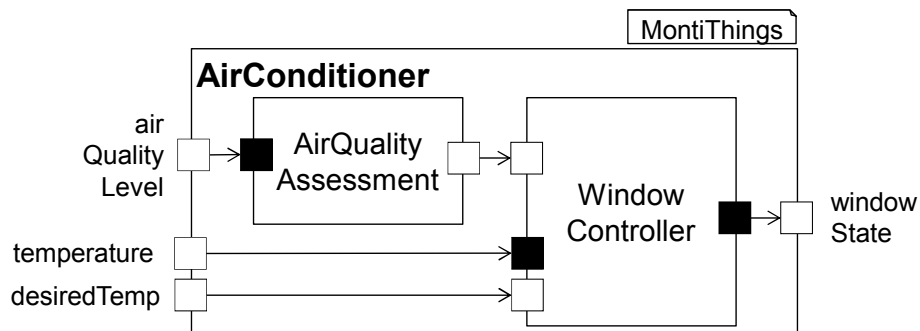 MontiThings
AirConditioner
air
Quality
Level
AirQuality
Assessment
Window
Controller
window
State
temperature
desiredTemp